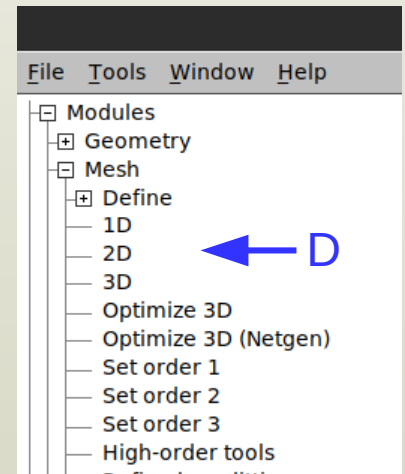 File Tools Window Help
Modules
Geometry
Mesh
Define
1D
2D D
3D
Optimize 3D
Optimize 3D (Netgen)
Set order 1
Set order 2
Set order 3
High-order tools